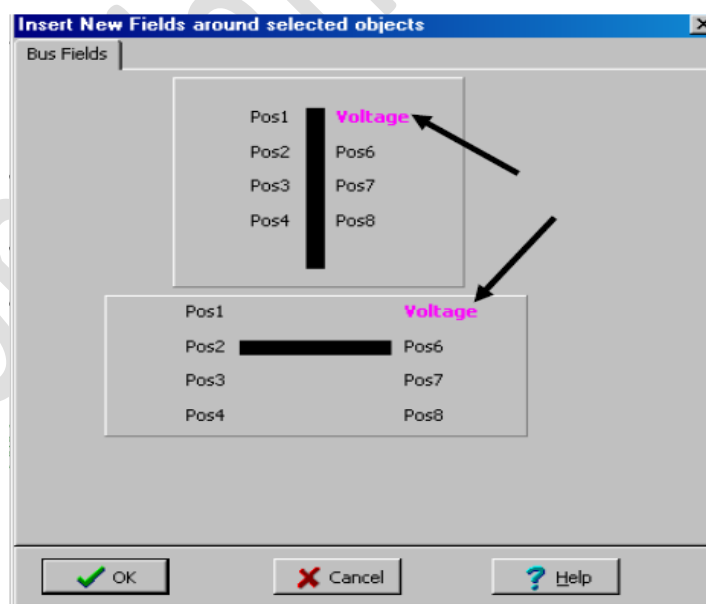 Insert New Fields around selected objects
Bus Fields
Pos1 Voltage
Pos2 Pos6
Pos3 Pos7
Pos4 Pos8
Pos1 Voltage
Pos2 Pos6
Pos3 Pos7
Pos4 Pos8
OK Cancel Help